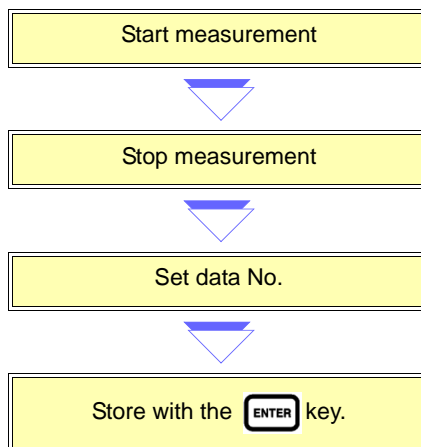 Start measurement
Stop measurement
Set data No.
Store with the ENTER key.